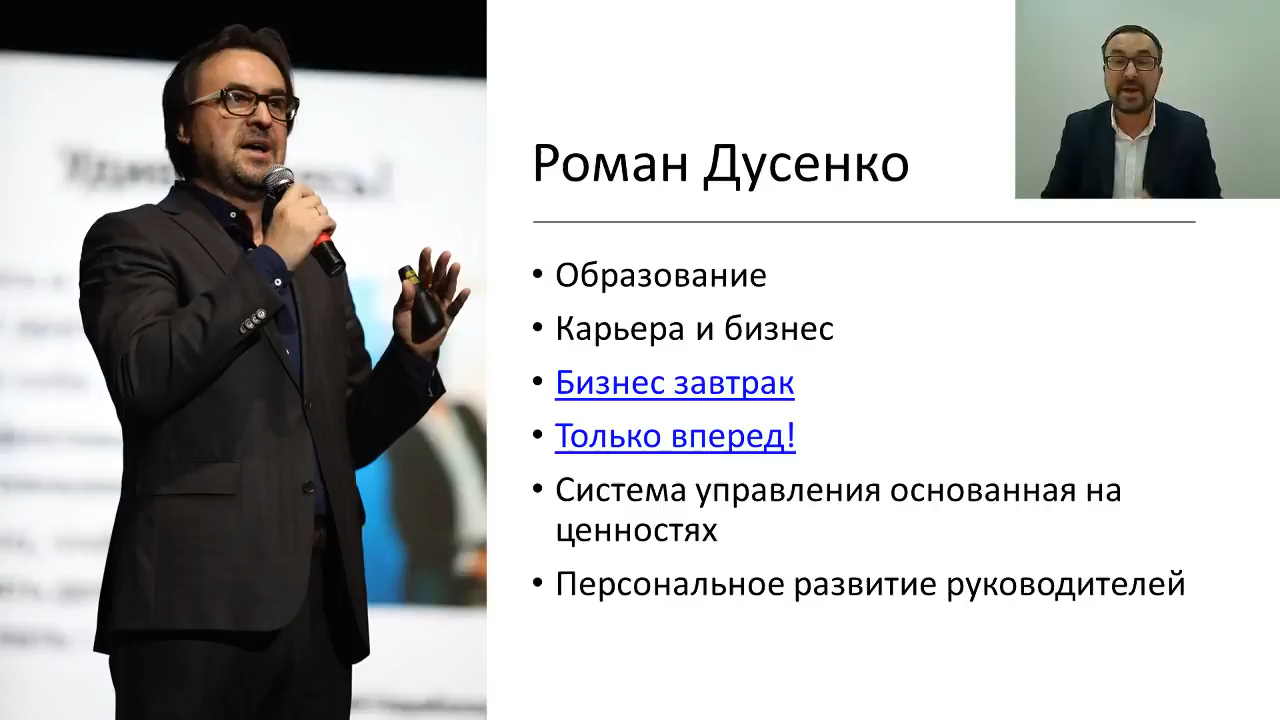 Роман Дусенко
• Образование
• Карьера и бизнес
• Бизнес завтрак
• Только вперед!
• Система управления основанная на
ценностях
• Персональное развитие руководителей